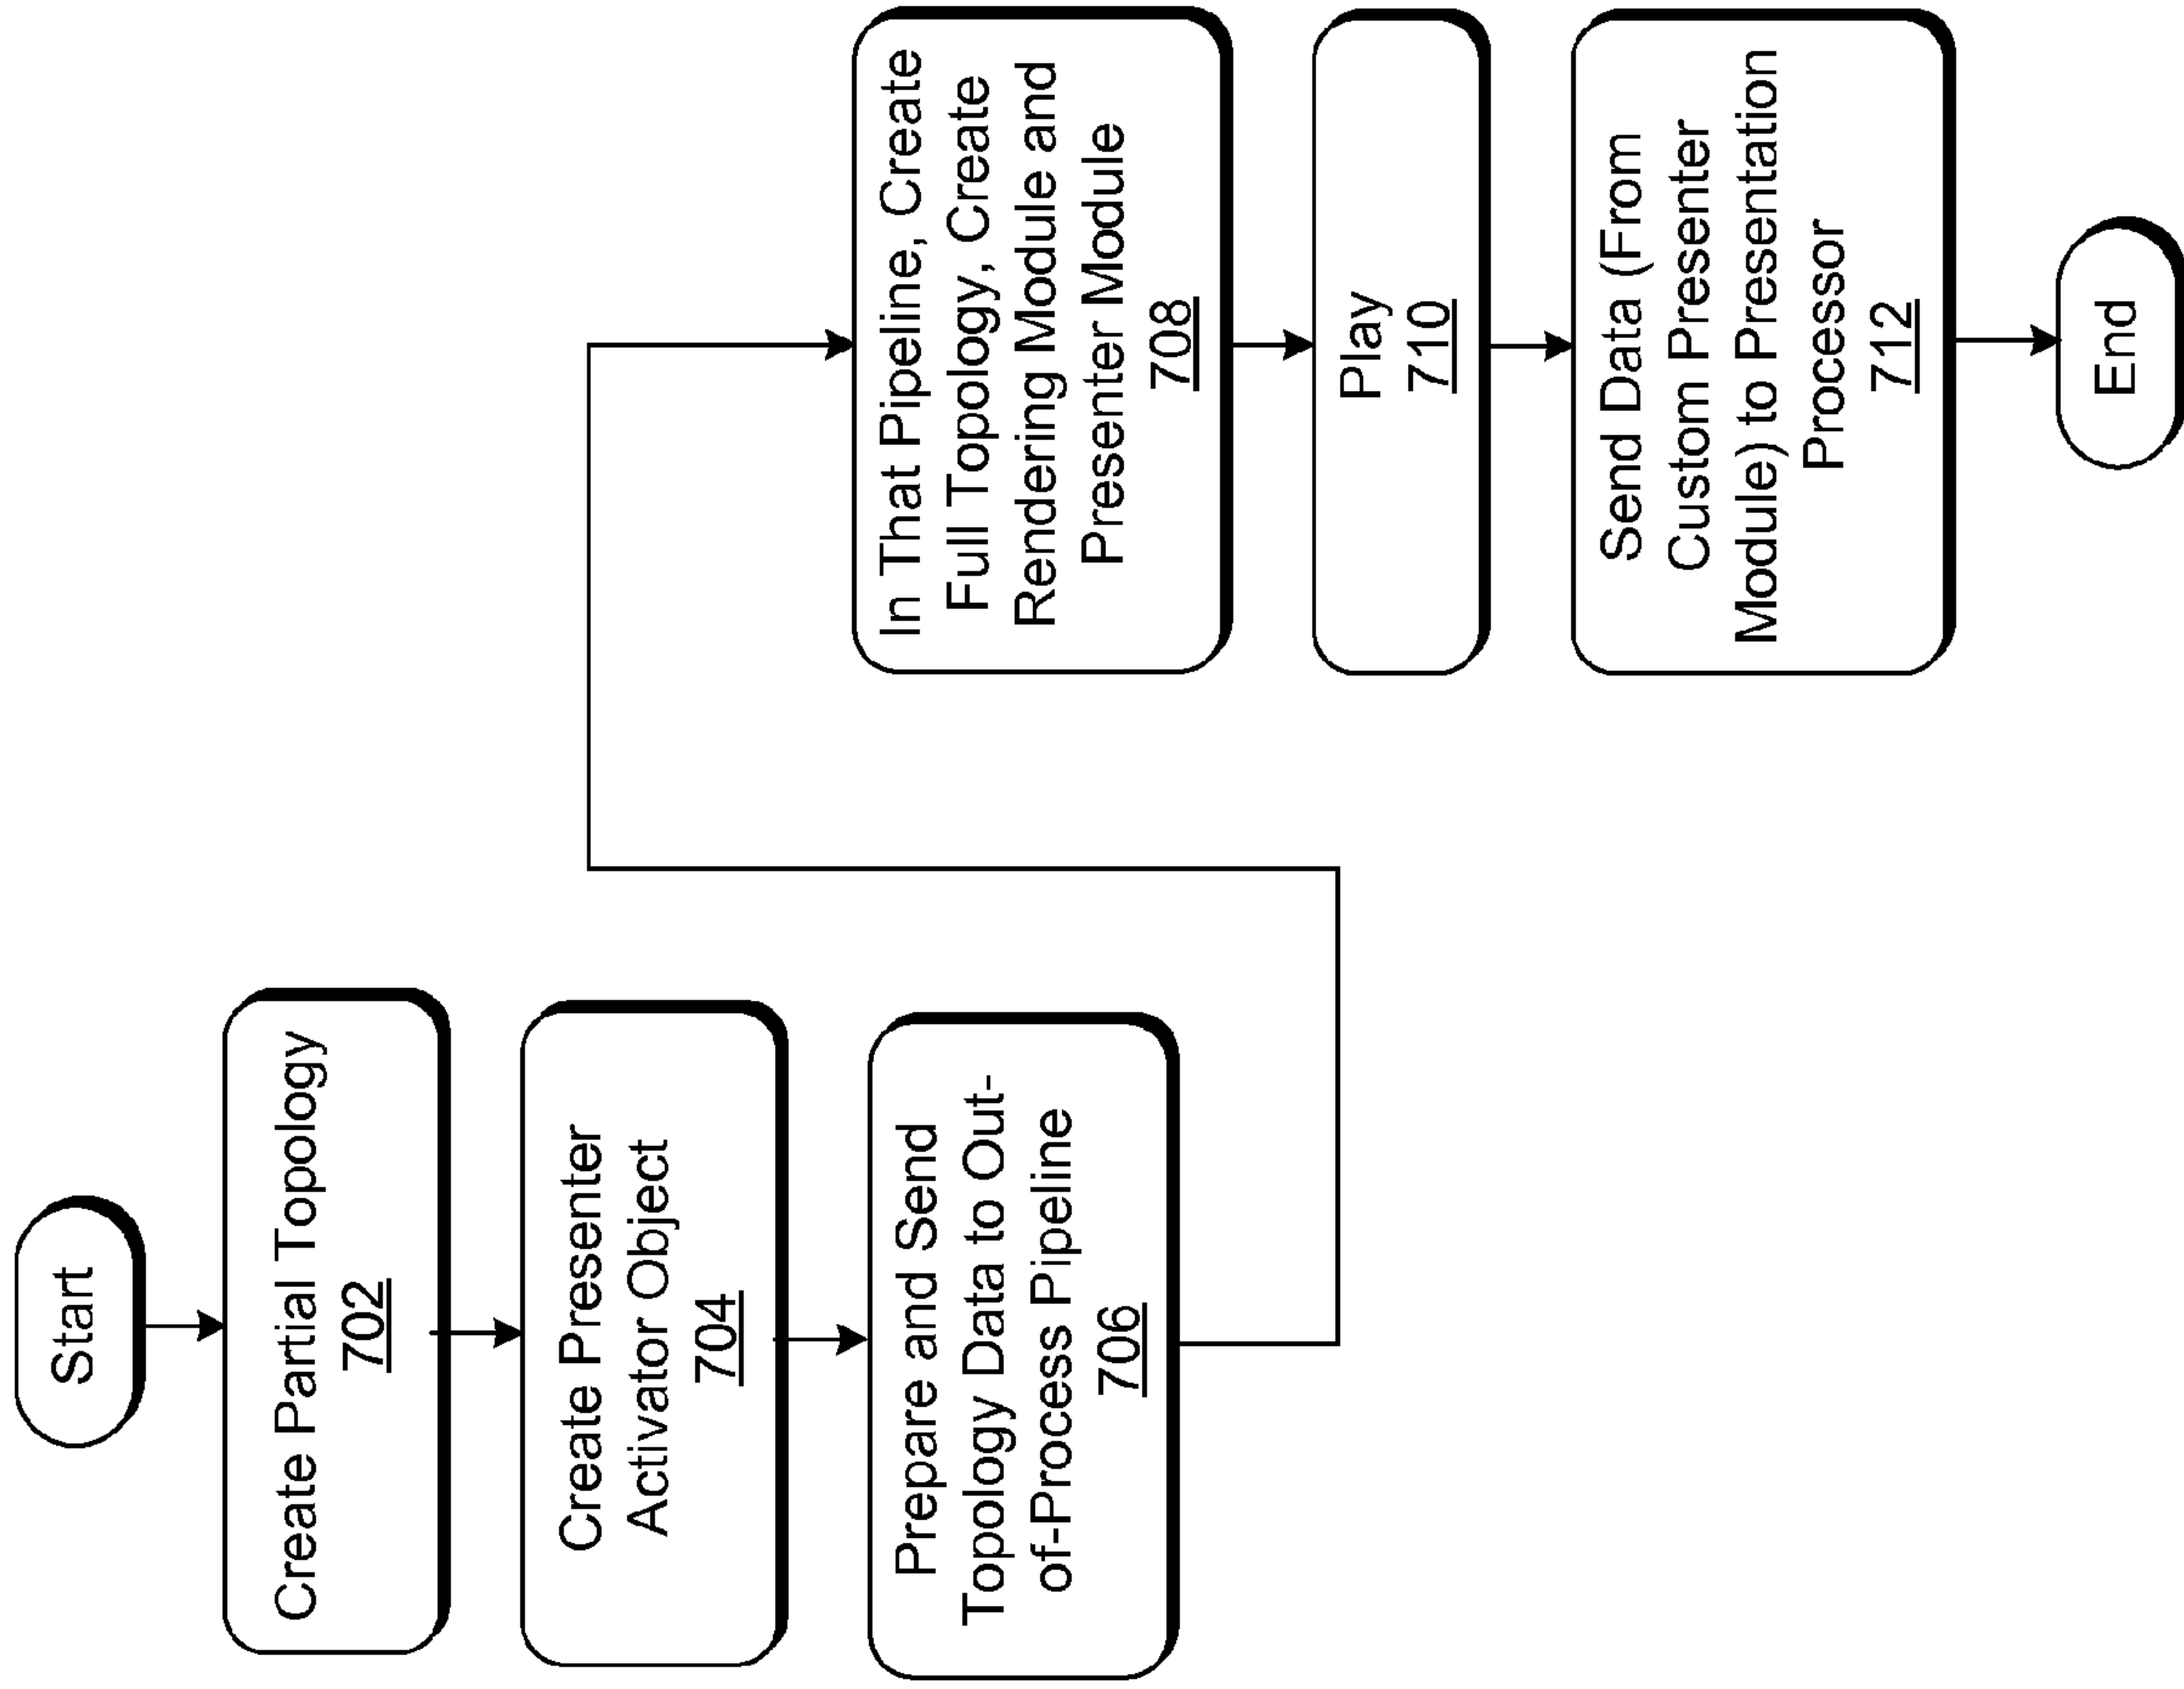 Start
Create Partial Topology
702
Create Presenter
Activator Object
704
Prepare and Send
Topology Data to Out-
of-Process Pipeline
706
In That Pipeline, Create
Full Topology, Create
Rendering Module and
Presenter Module
708
Play
710
Send Data (From
Custom Presenter
Module) to Presentation
Processor
712
End